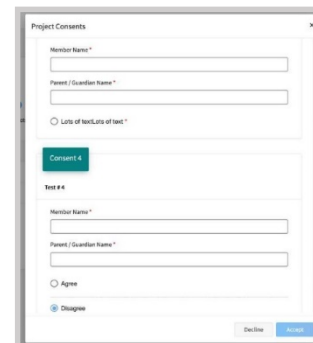 Project Consents
Member Name *
Parent / Guardian Name *
Lots of textLots of text *
Consent 4
Test # 4
Member Name *
Parent / Guardian Name *
Agree
Disagree
Decline
Accept